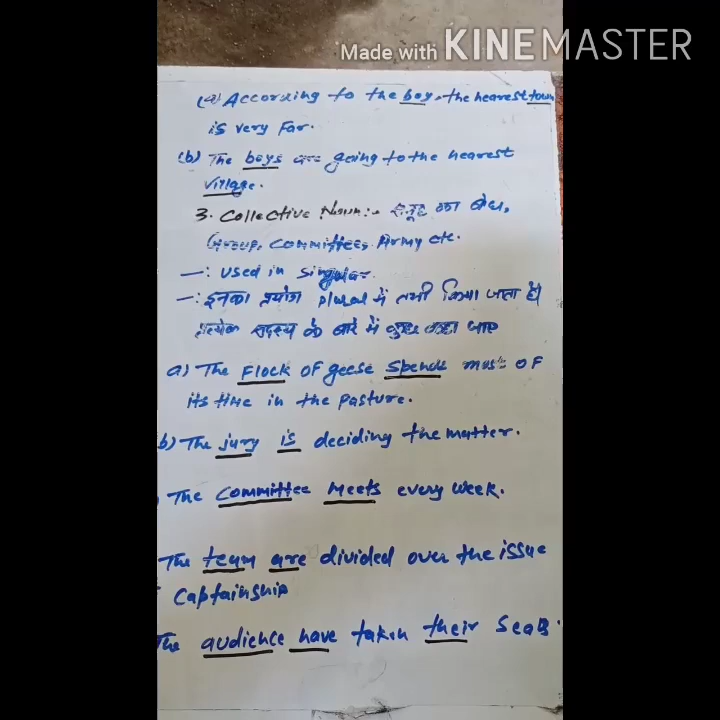 Made with KINEMASTER
(a) According to the boy, the nearest town
is very far.
(b) The boys are going to the nearest
village.
3. Collective Noun :- समूह का बोध,
Group, Committee, Army etc.
—: used in singular.
—: इनका प्रयोग plural में तभी किया जाता है।
प्रत्येक सदस्य के बारे में कुछ कहा जाए
a) The Flock of geese spends most of
its time in the pasture.
b) The jury is deciding the matter.
The Committee Meets every week.
The team are divided over the issue
Captainship
The audience have taken their seats.